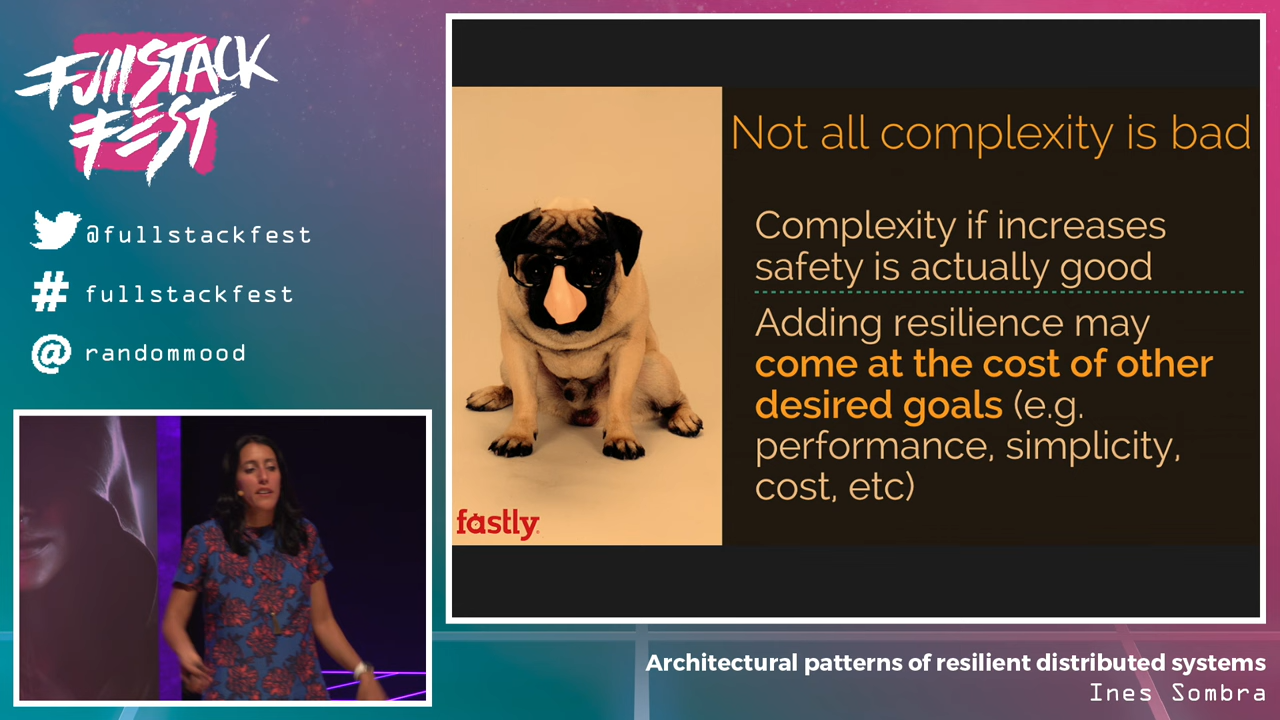 FullSTACK
FEST
@fullstackfest
# fullstackfest
@ randommood
Not all complexity is bad
Complexity if increases
safety is actually good
Adding resilience may
come at the cost of other
desired goals (e.g.
performance, simplicity,
cost, etc)
fastly
Architectural patterns of resilient distributed systems
Ines Sombra